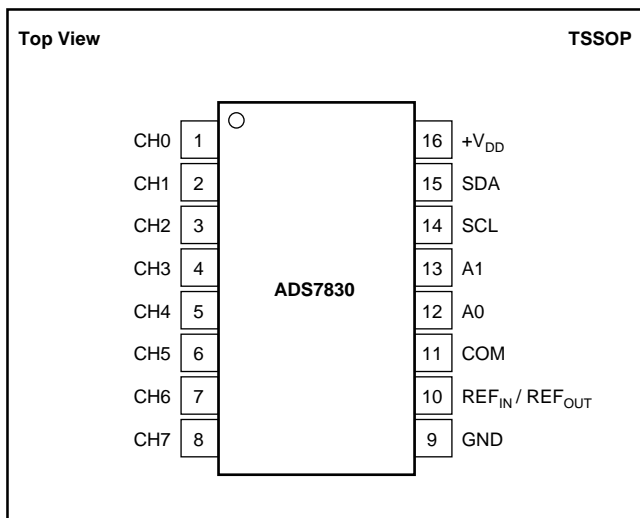 Top View TSSOP
CH0 1 16 +VDD
CH1 2 15 SDA
CH2 3 14 SCL
CH3 4 13 A1
ADS7830
CH4 5 12 A0
CH5 6 11 COM
CH6 7 10 REFIN / REFOUT
CH7 8 9 GND